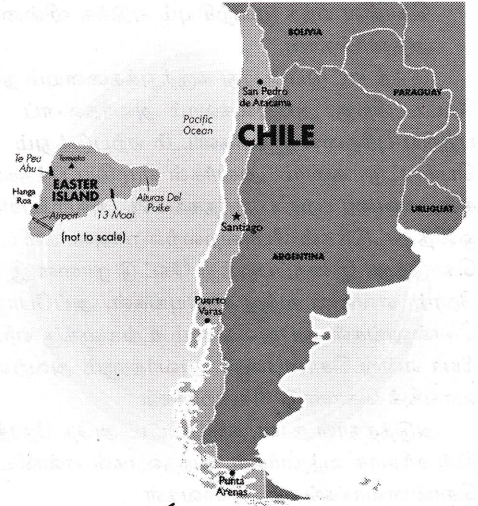 BOLIVIA
San Pedro
de Atacama
PARAGUAY
Pacific
Ocean
CHILE
Te Peu
Ahu
Terevaka
EASTER
ISLAND
Hanga
Roa
Airport
13 Moai
Alturas Del
Poike
(not to scale)
URUGUAY
Santiago
ARGENTINA
Puerto
Varas
Punta
Arenas